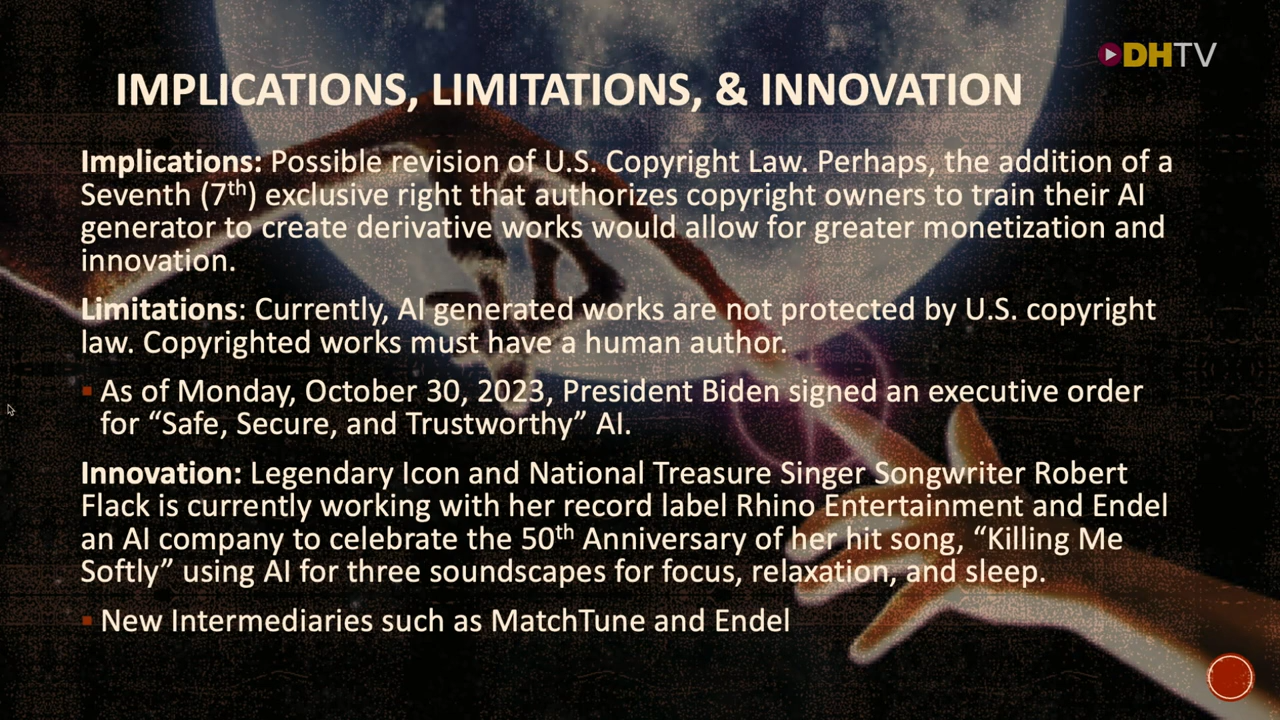 DHTV
IMPLICATIONS, LIMITATIONS, & INNOVATION
Implications: Possible revision of U.S. Copyright Law. Perhaps, the addition of a
Seventh (7th) exclusive right that authorizes copyright owners to train their AI
generator to create derivative works would allow for greater monetization and
innovation.
Limitations: Currently, AI generated works are not protected by U.S. copyright
law. Copyrighted works must have a human author.
As of Monday, October 30, 2023, President Biden signed an executive order
for “Safe, Secure, and Trustworthy” AI.
Innovation: Legendary Icon and National Treasure Singer Songwriter Robert
Flack is currently working with her record label Rhino Entertainment and Endel
an AI company to celebrate the 50th Anniversary of her hit song, “Killing Me
Softly” using AI for three soundscapes for focus, relaxation, and sleep.
New Intermediaries such as MatchTune and Endel